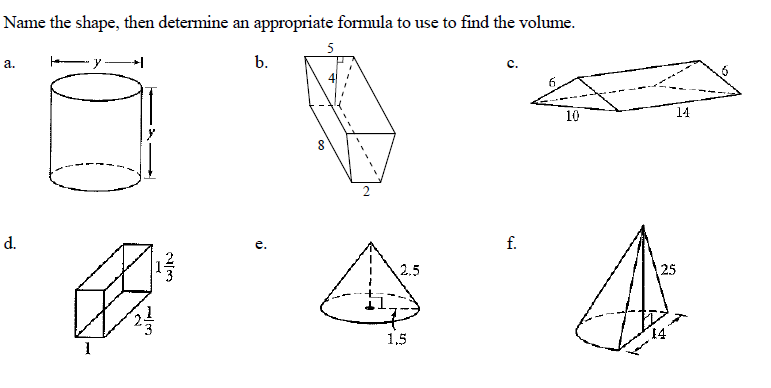 Name the shape, then determine an appropriate formula to use to find the volume.
a.
y
y
b.
5
4
8
2
c.
6
6
10
14
d.
1 2/3
2 1/3
1
e.
2.5
1.5
f.
25
14